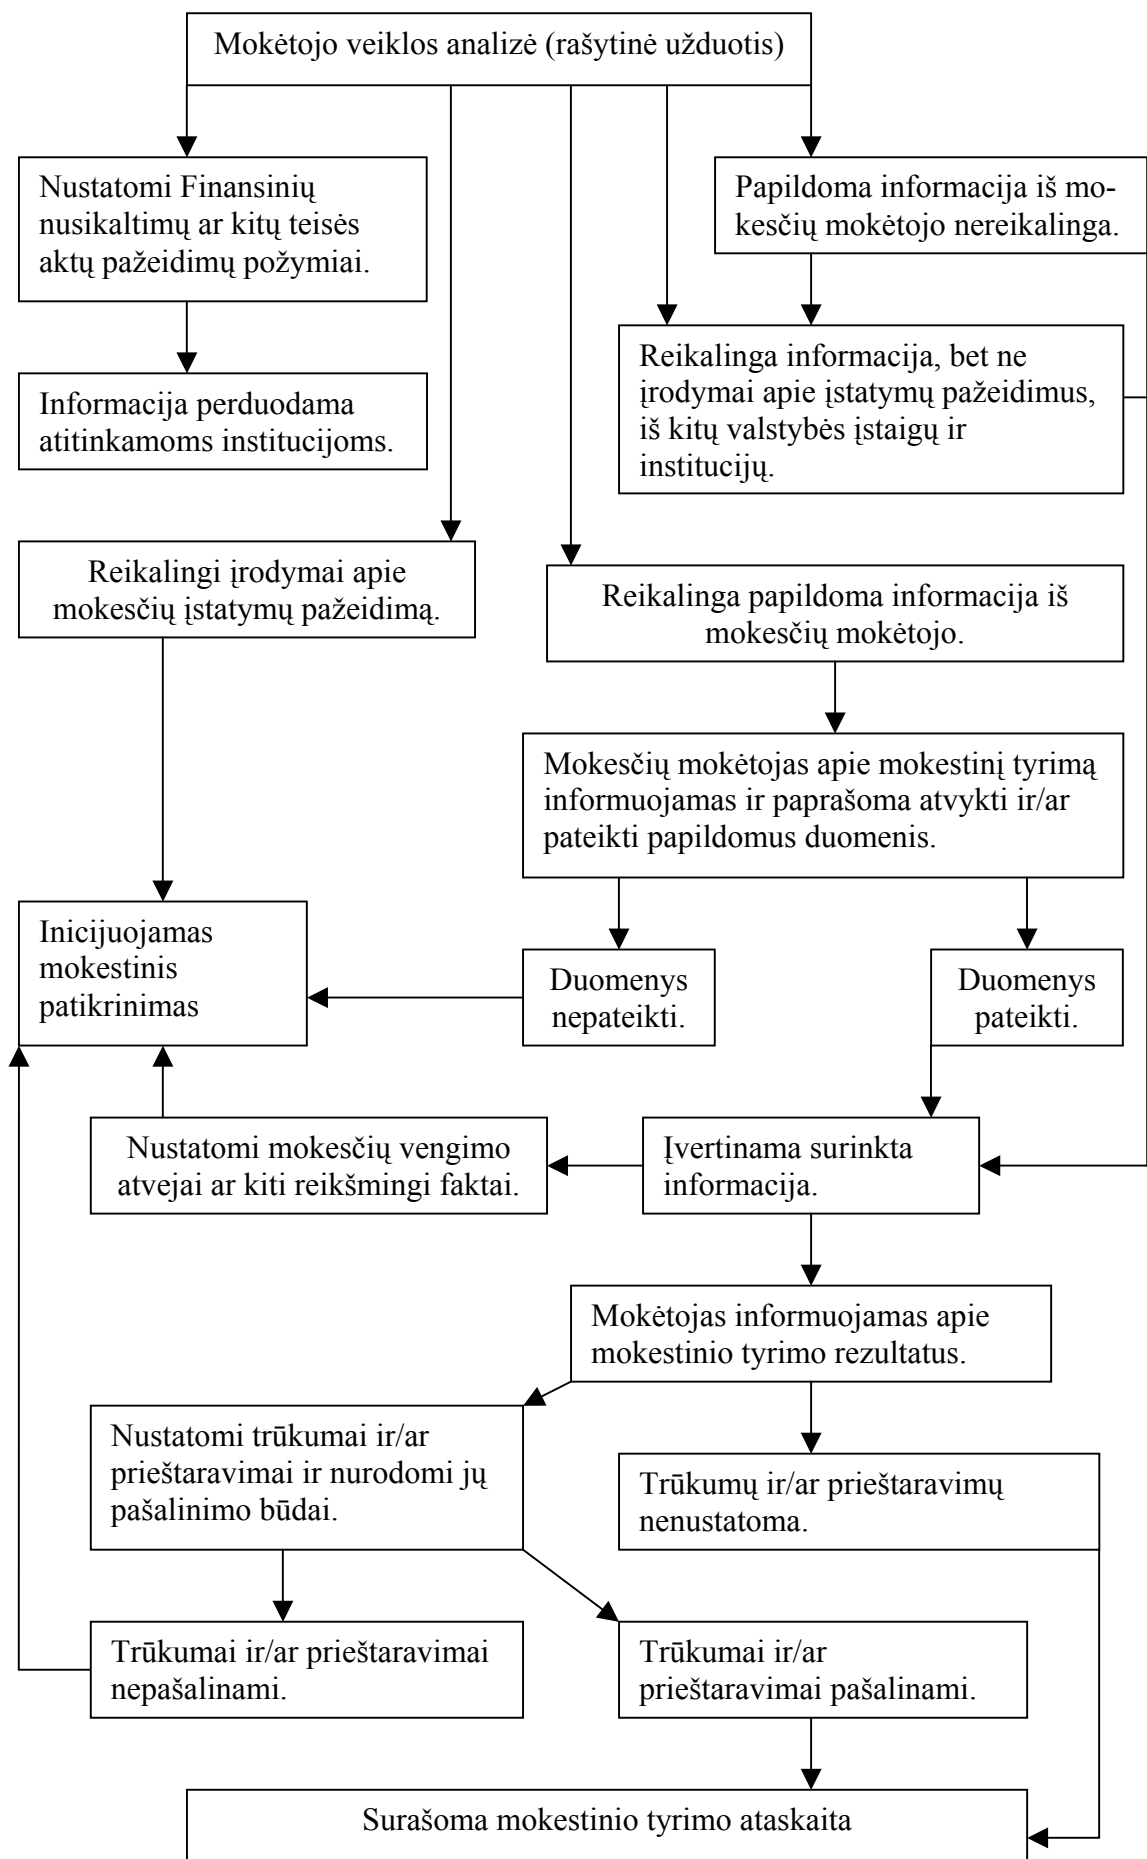 Mokėtojo veiklos analizė (rašytinė užduotis)
Nustatomi Finansinių
nusikaltimų ar kitų teisės
aktų pažeidimų požymiai.
Papildoma informacija iš mo-
kesčių mokėtojo nereikalinga.
Reikalinga informacija, bet ne
įrodymai apie įstatymų pažeidimus,
iš kitų valstybės įstaigų ir
institucijų.
Informacija perduodama
atitinkamoms institucijoms.
Reikalingi įrodymai apie
mokesčių įstatymų pažeidimą.
Reikalinga papildoma informacija iš
mokesčių mokėtojo.
Mokesčių mokėtojas apie mokestinį tyrimą
informuojamas ir paprašoma atvykti ir/ar
pateikti papildomus duomenis.
Inicijuojamas
mokestinis
patikrinimas
Duomenys
nepateikti.
Duomenys
pateikti.
Nustatomi mokesčių vengimo
atvejai ar kiti reikšmingi faktai.
Įvertinama surinkta
informacija.
Mokėtojas informuojamas apie
mokestinio tyrimo rezultatus.
Nustatomi trūkumai ir/ar
prieštaravimai ir nurodomi jų
pašalinimo būdai.
Trūkumų ir/ar prieštaravimų
nenustatoma.
Trūkumai ir/ar prieštaravimai
nepašalinami.
Trūkumai ir/ar
prieštaravimai pašalinami.
Surašoma mokestinio tyrimo ataskaita